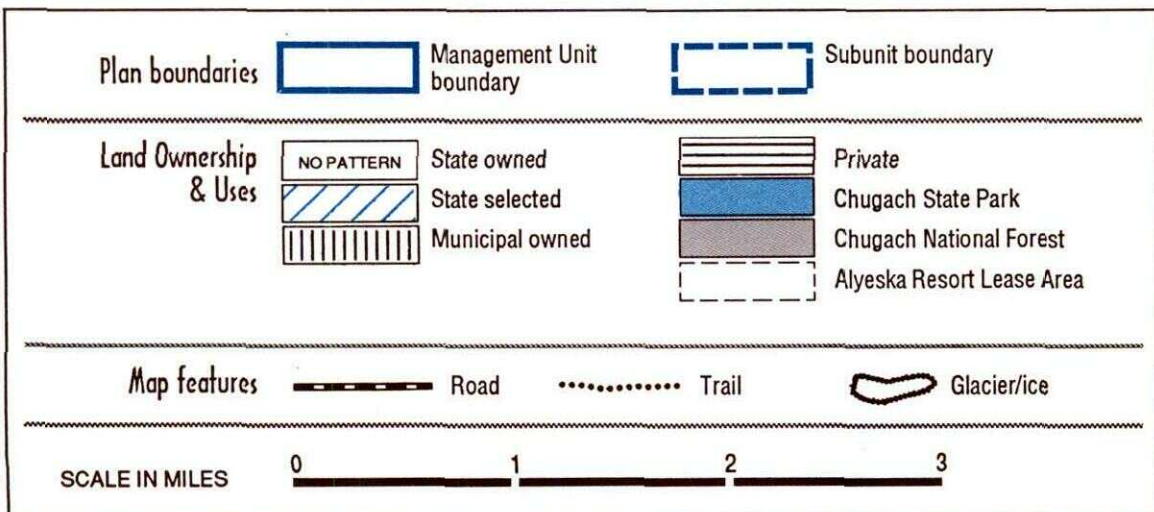 Plan boundaries
Management Unit
boundary
Subunit boundary
Land Ownership
& Uses
NO PATTERN
State owned
State selected
Municipal owned
Private
Chugach State Park
Chugach National Forest
Alyeska Resort Lease Area
Map features
Road
Trail
Glacier/ice
SCALE IN MILES
0 1 2 3